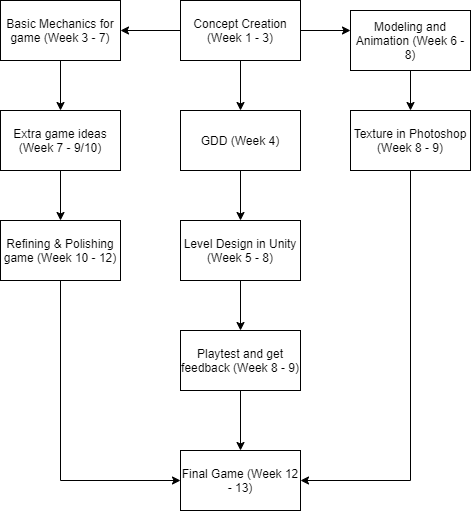 Basic Mechanics for
game (Week 3 - 7)
Concept Creation
(Week 1 - 3)
Modeling and
Animation (Week 6 -
8)
Extra game ideas
(Week 7 - 9/10)
GDD (Week 4)
Texture in Photoshop
(Week 8 - 9)
Refining & Polishing
game (Week 10 - 12)
Level Design in Unity
(Week 5 - 8)
Playtest and get
feedback (Week 8 - 9)
Final Game (Week 12
- 13)